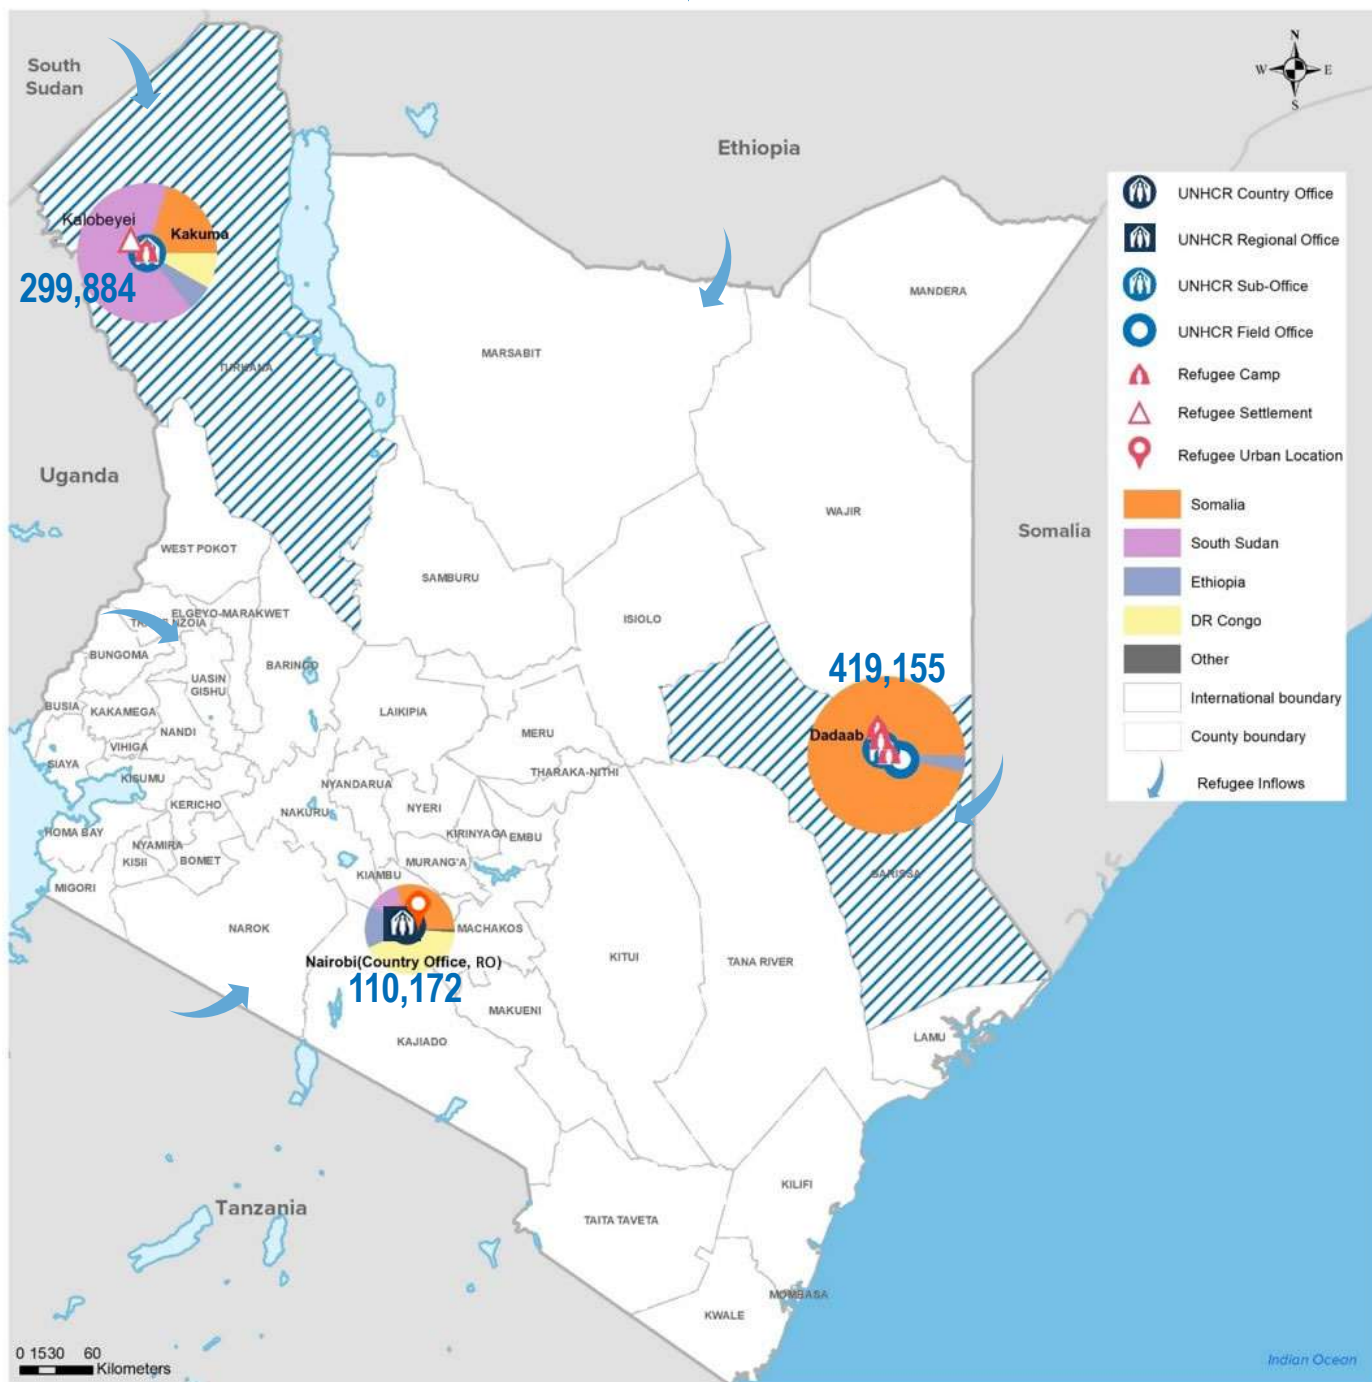 South
Sudan
Ethiopia
N
W E
S
UNHCR Country Office
UNHCR Regional Office
UNHCR Sub-Office
UNHCR Field Office
Refugee Camp
Refugee Settlement
Refugee Urban Location
Somalia
South Sudan
Ethiopia
DR Congo
Other
International boundary
County boundary
Refugee Inflows
Kalobeyei
Kakuma
299,884
TURKANA
MARSABIT
MANDERA
Uganda
WAJIR
Somalia
WEST POKOT
SAMBURU
ISIOLO
ELGEYO-MARAKWET
TRANS NZOIA
BUNGOMA
BARINGO
UASIN
GISHU
419,155
BUSIA
KAKAMEGA
LAIKIPIA
NANDI
MERU
Dadaab
VIHIGA
SIAYA
KISUMU
THARAKA-NITHI
NYANDARUA
KERICHO
NAKURU
NYERI
HOMA BAY
KIRINYAGA
EMBU
NYAMIRA
KISII
BOMET
MURANG'A
KIAMBU
GARISSA
MIGORI
NAROK
MACHAKOS
KITUI
TANA RIVER
Nairobi(Country Office, RO)
110,172
MAKUENI
KAJIADO
LAMU
KILIFI
Tanzania
TAITA TAVETA
MOMBASA
KWALE
0 1530 60
Kilometers
Indian Ocean